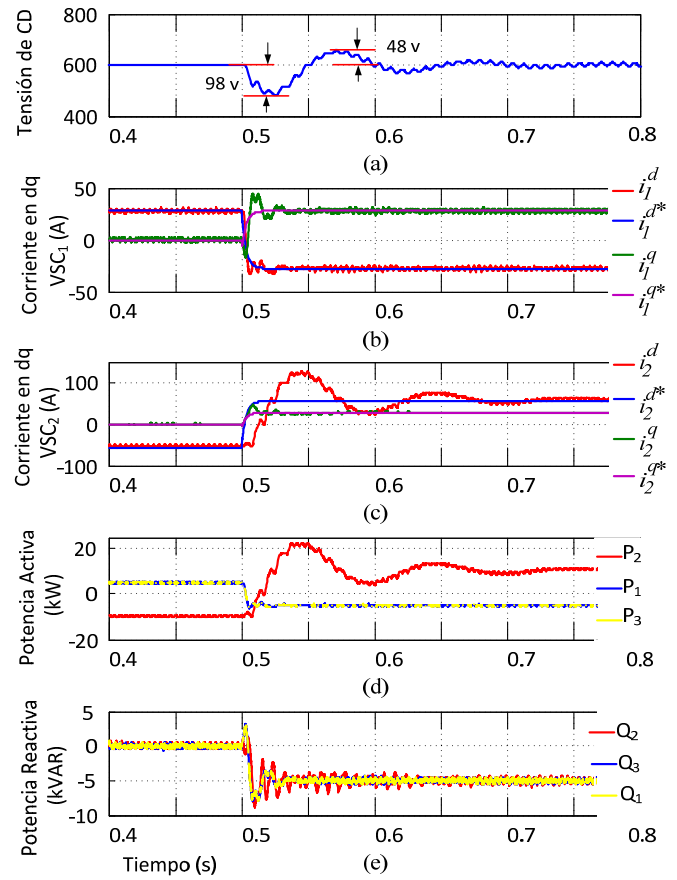 Tensión de CD
800
600
400
98 v
48 v
0.4 0.5 0.6 0.7 0.8
(a)
Corriente en dq
VSC₁ (A)
50
0
-50
i₁ᵈ
i₁ᵈ*
i₁q
i₁q*
0.4 0.5 0.6 0.7 0.8
(b)
Corriente en dq
VSC₂ (A)
100
0
-100
i₂ᵈ
i₂ᵈ*
i₂q
i₂q*
0.4 0.5 0.6 0.7 0.8
(c)
Potencia Activa
(kW)
20
0
-20
P₂
P₁
P₃
0.4 0.5 0.6 0.7 0.8
(d)
Potencia Reactiva
(kVAR)
5
0
-5
-10
Q₂
Q₃
Q₁
0.4 0.5 0.6 0.7 0.8
Tiempo (s)
(e)